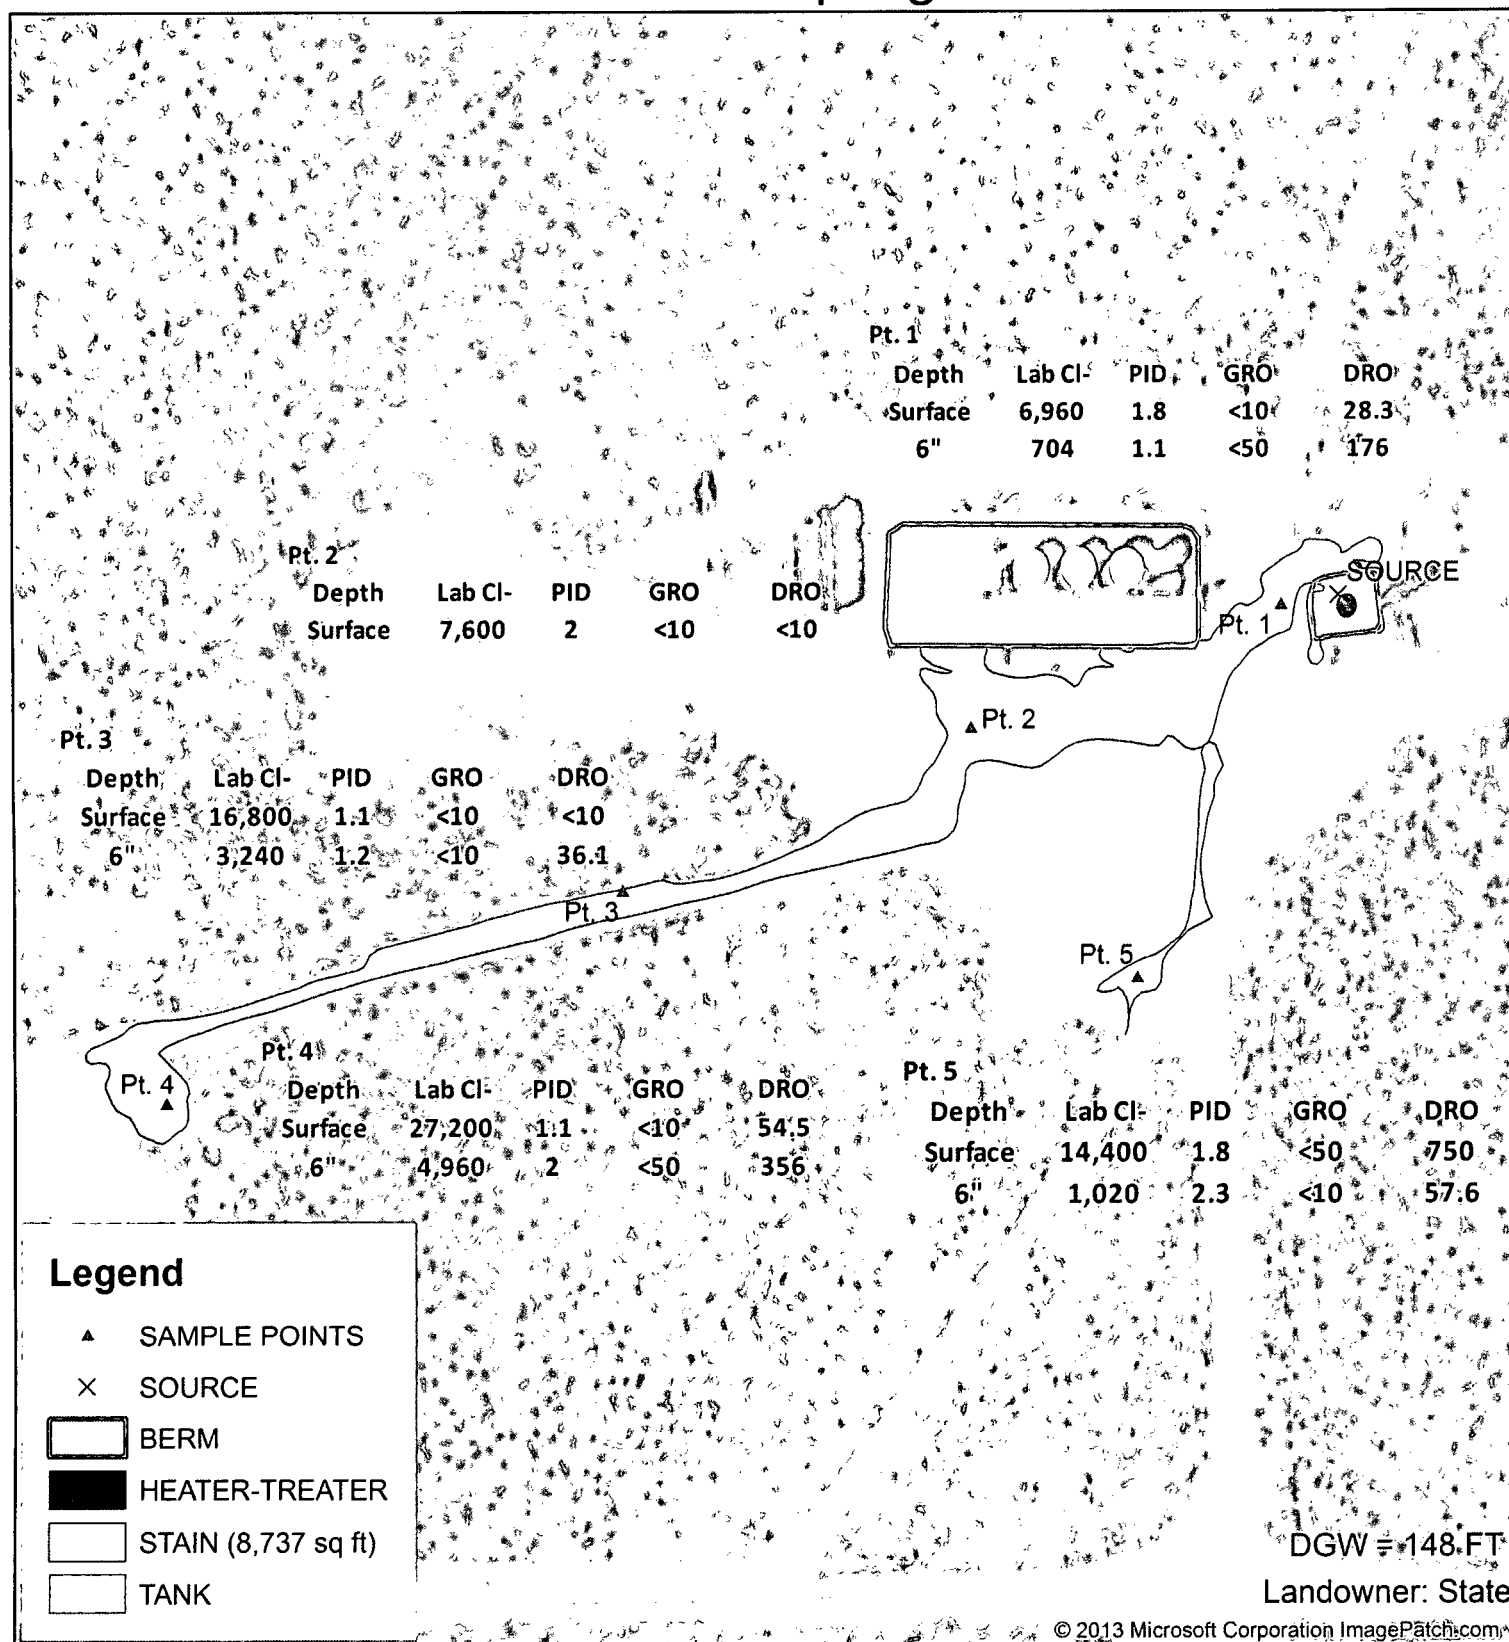 Pt. 1
Depth Lab Cl- PID GRO DRO
Surface 6,960 1.8 <10 28.3
6" 704 1.1 <50 176
Pt. 2
Depth Lab Cl- PID GRO DRO
Surface 7,600 2 <10 <10
SOURCE
Pt. 1
Pt. 2
Pt. 3
Depth Lab Cl- PID GRO DRO
Surface 16,800 1.1 <10 <10
6" 3,240 1.2 <10 36.1
Pt. 3
Pt. 5
Pt. 4
Pt. 4
Depth Lab Cl- PID GRO DRO
Surface 27,200 1.1 <10 54.5
6" 4,960 2 <50 356
Pt. 5
Depth Lab Cl- PID GRO DRO
Surface 14,400 1.8 <50 750
6" 1,020 2.3 <10 57.6
Legend
SAMPLE POINTS
SOURCE
BERM
HEATER-TREATER
STAIN (8,737 sq ft)
TANK
DGW = 148 FT
Landowner: State
© 2013 Microsoft Corporation ImagePatch.com